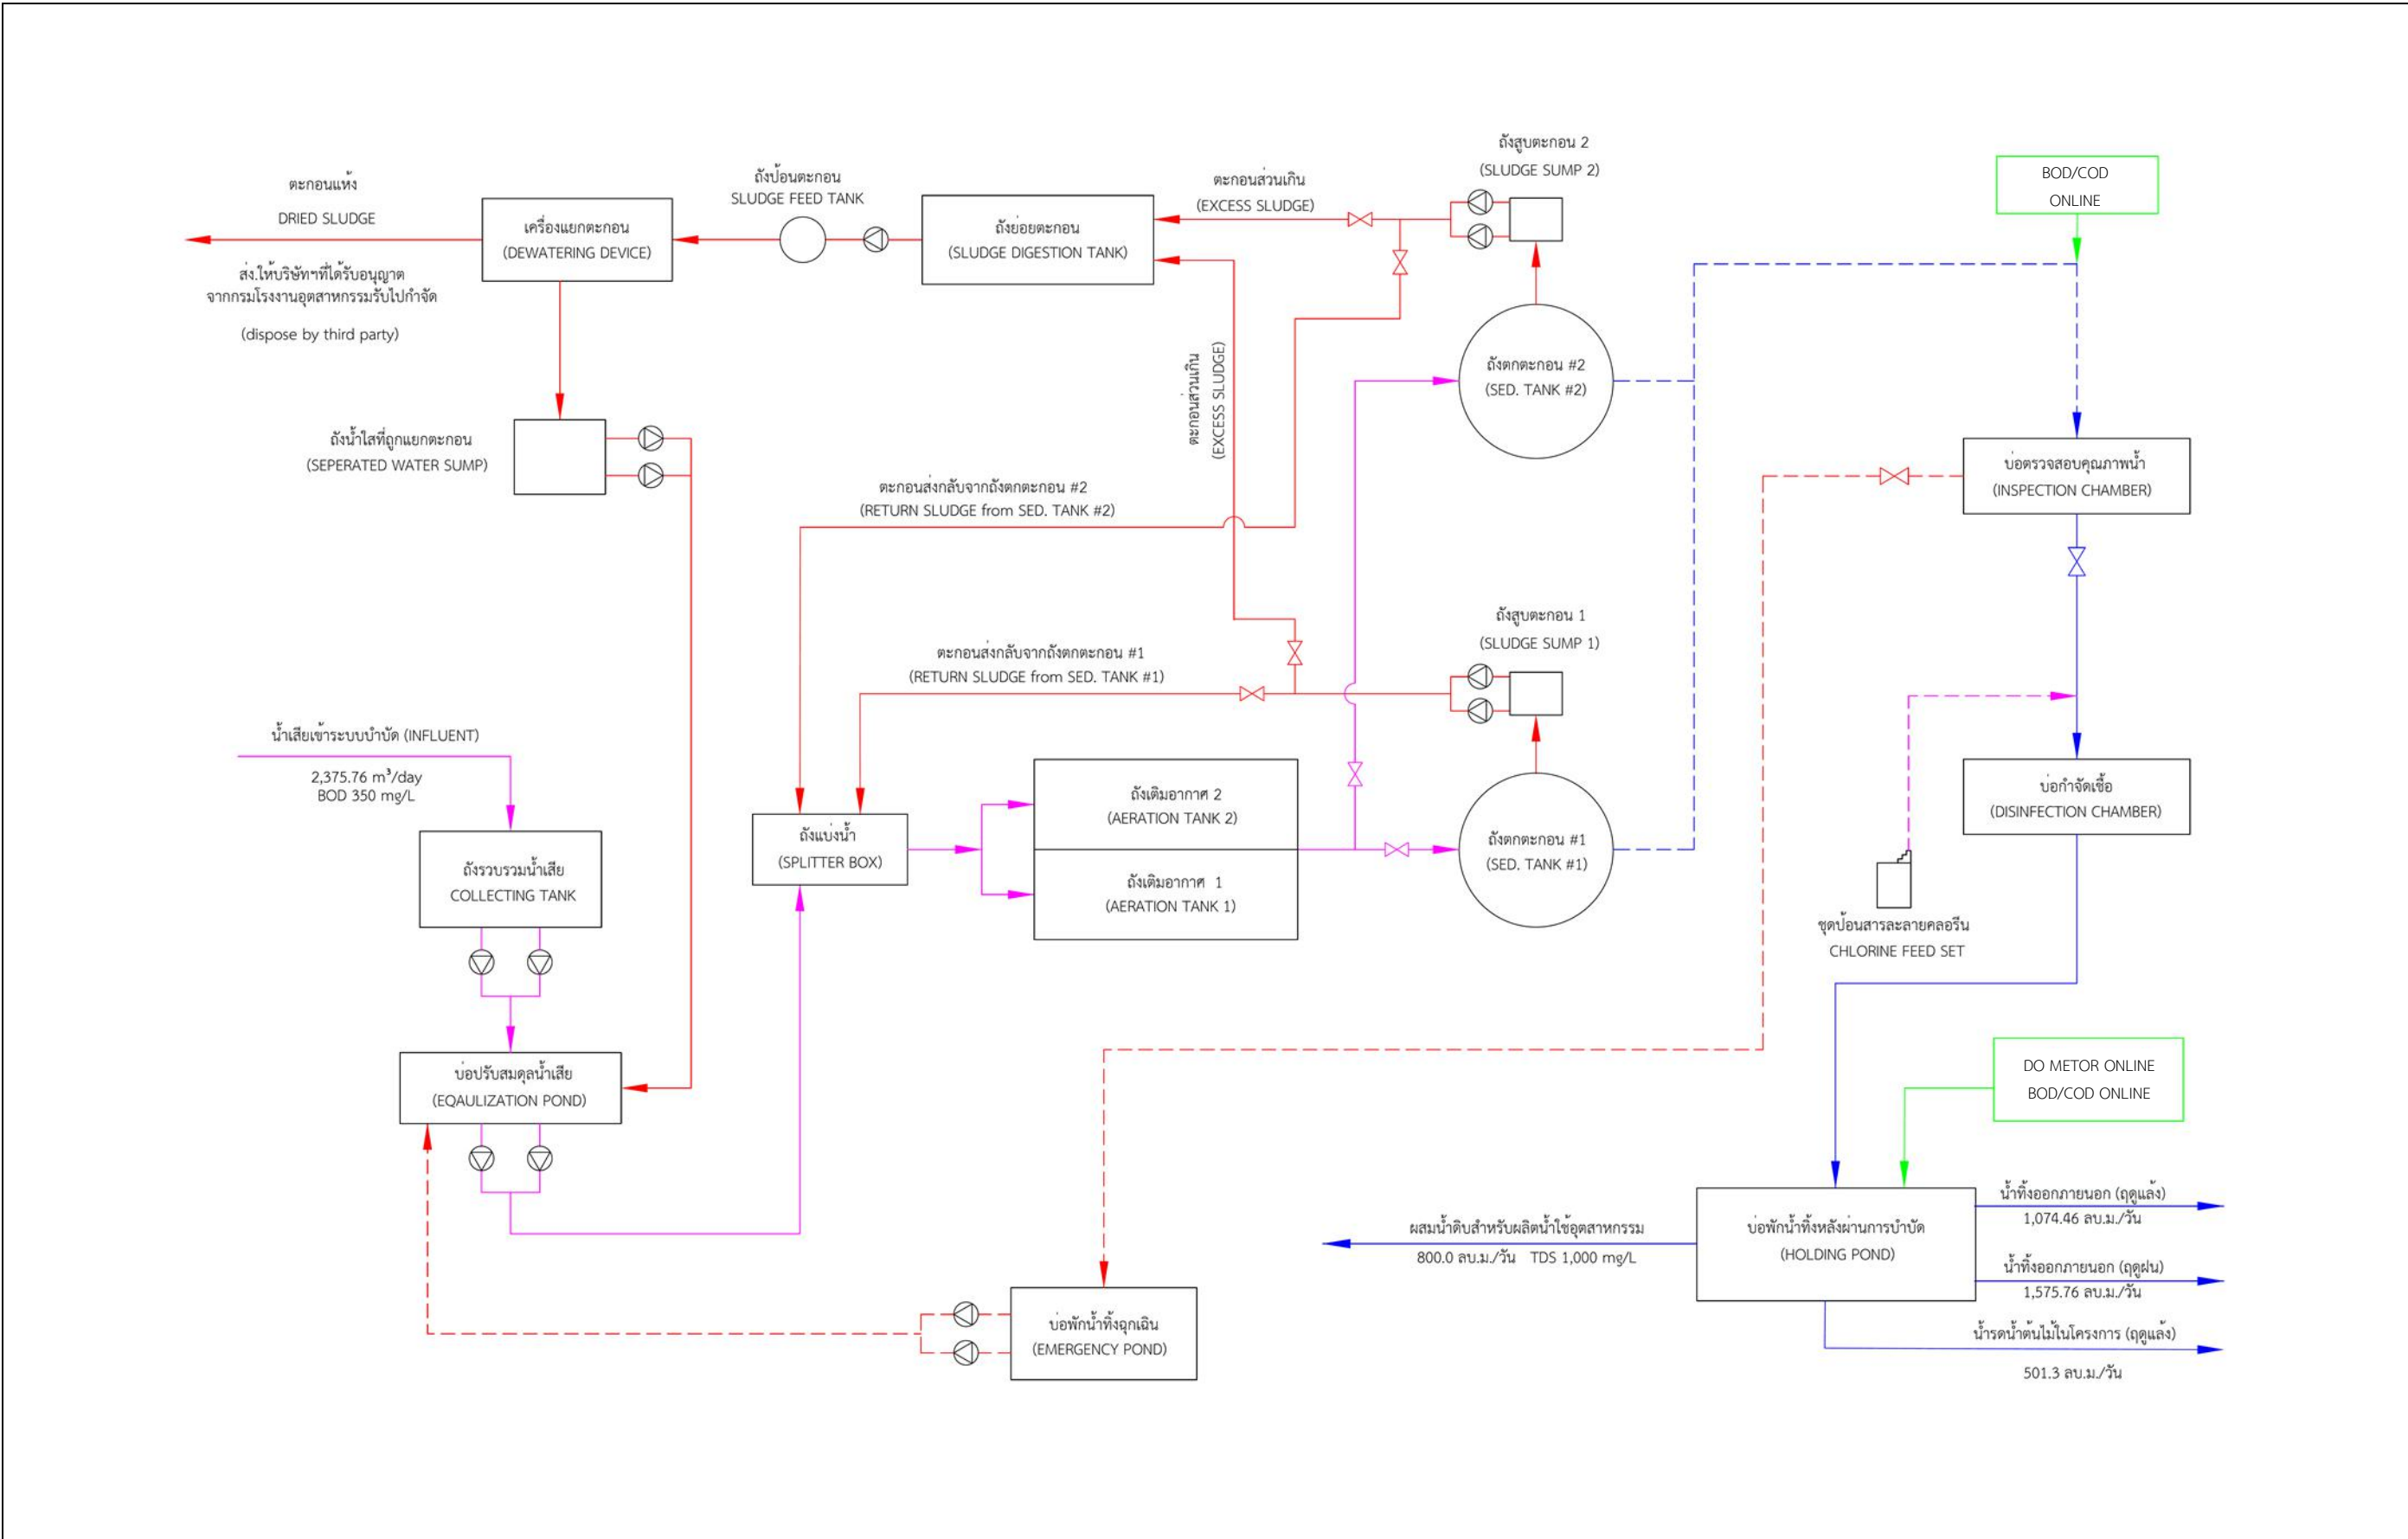 ถังสูบตะกอน 2
(SLUDGE SUMP 2)
BOD/COD
ONLINE
ตะกอนแห้ง
DRIED SLUDGE
ส่ง.ให้บริษัทฯที่ได้รับอนุญาต
จากกรมโรงงานอุตสาหกรรมรับไปกำจัด
(dispose by third party)
เครื่องแยกตะกอน
(DEWATERING DEVICE)
ถังป้อนตะกอน
SLUDGE FEED TANK
ถังย่อยตะกอน
(SLUDGE DIGESTION TANK)
ตะกอนส่วนเกิน
(EXCESS SLUDGE)
ตะกอนส่วนเกิน
(EXCESS SLUDGE)
ถังตกตะกอน #2
(SED. TANK #2)
ถังน้ำใสที่ถูกแยกตะกอน
(SEPERATED WATER SUMP)
บ่อตรวจสอบคุณภาพน้ำ
(INSPECTION CHAMBER)
ตะกอนส่งกลับจากถังตกตะกอน #2
(RETURN SLUDGE from SED. TANK #2)
ถังสูบตะกอน 1
(SLUDGE SUMP 1)
ตะกอนส่งกลับจากถังตกตะกอน #1
(RETURN SLUDGE from SED. TANK #1)
น้ำเสียเข้าระบบบำบัด (INFLUENT)
2,375.76 m³/day
BOD 350 mg/L
ถังรวบรวมน้ำเสีย
COLLECTING TANK
ถังแบ่งน้ำ
(SPLITTER BOX)
ถังเติมอากาศ 2
(AERATION TANK 2)
ถังเติมอากาศ 1
(AERATION TANK 1)
ถังตกตะกอน #1
(SED. TANK #1)
บ่อกำจัดเชื้อ
(DISINFECTION CHAMBER)
ชุดป้อนสารละลายคลอรีน
CHLORINE FEED SET
บ่อปรับสมดุลน้ำเสีย
(EQAULIZATION POND)
DO METOR ONLINE
BOD/COD ONLINE
ผสมน้ำดิบสำหรับผลิตน้ำใช้อุตสาหกรรม
800.0 ลบ.ม./วัน TDS 1,000 mg/L
บ่อพักน้ำทิ้งหลังผ่านการบำบัด
(HOLDING POND)
น้ำทิ้งออกภายนอก (ฤดูแล้ง)
1,074.46 ลบ.ม./วัน
น้ำทิ้งออกภายนอก (ฤดูฝน)
1,575.76 ลบ.ม./วัน
น้ำรดน้ำต้นไม้ในโครงการ (ฤดูแล้ง)
501.3 ลบ.ม./วัน
บ่อพักน้ำทิ้งฉุกเฉิน
(EMERGENCY POND)